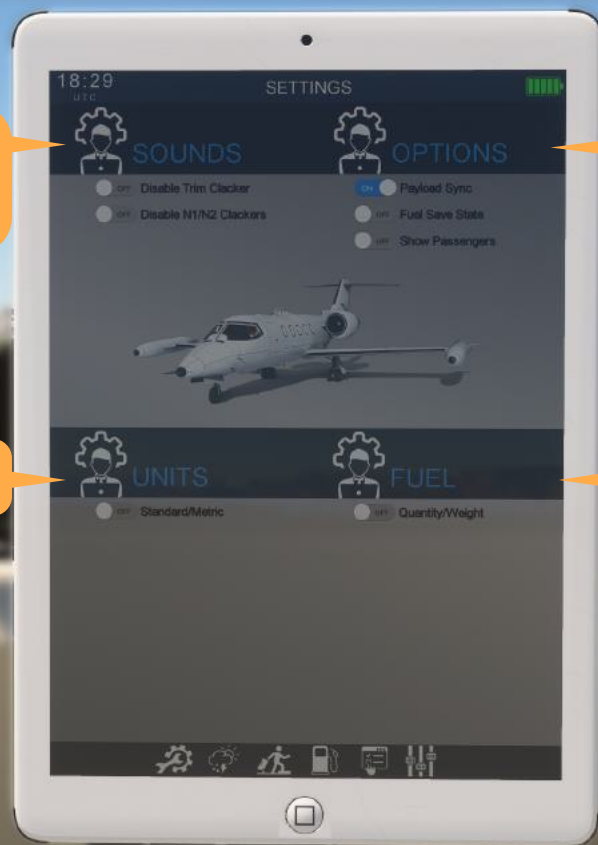 18:29
UTC
SETTINGS
SOUNDS
OPTIONS
OFF Disable Trim Clacker
ON Payload Sync
OFF Disable N1/N2 Clackers
OFF Fuel Save State
OFF Show Passengers
UNITS
FUEL
OFF Standard/Metric
OFF Quantity/Weight